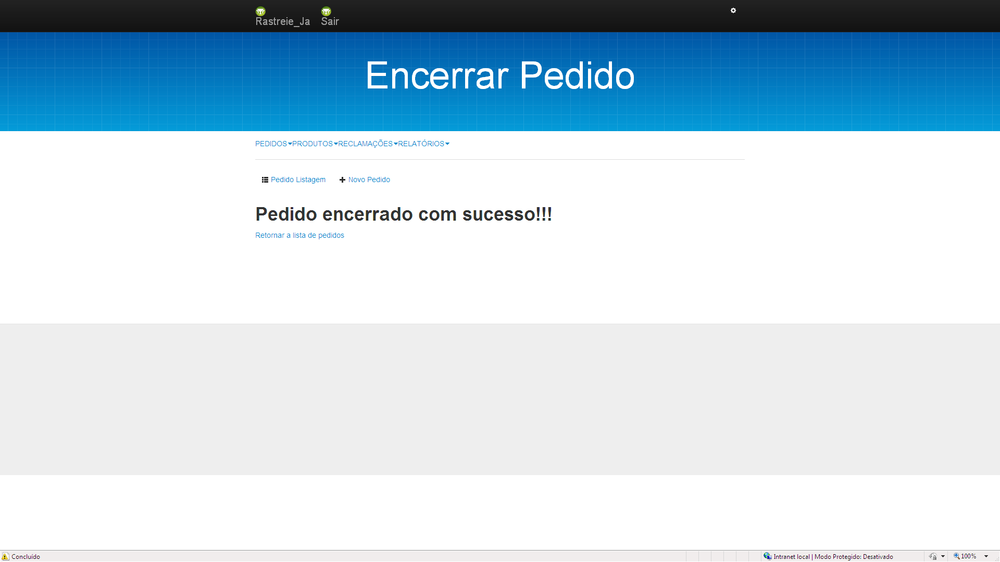 Rastreie_Ja Sair
Encerrar Pedido
PEDIDOS PRODUTOS RECLAMAÇÕES RELATÓRIOS
Pedido Listagem Novo Pedido
Pedido encerrado com sucesso!!!
Retornar a lista de pedidos
Concluído Intranet local | Modo Protegido: Desativado 100%